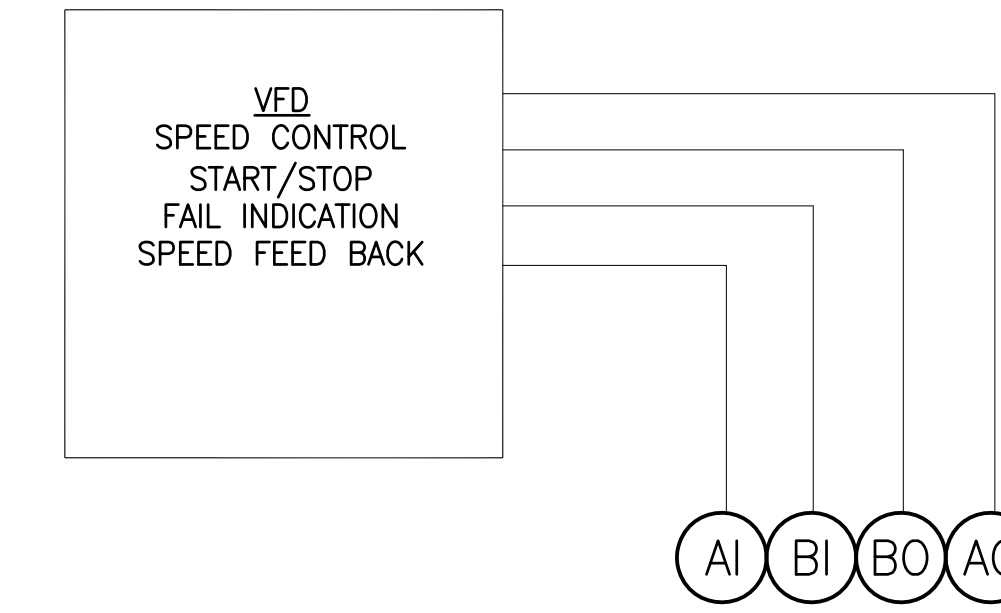 VFD
SPEED CONTROL
START/STOP
FAIL INDICATION
SPEED FEED BACK
AI BI BO